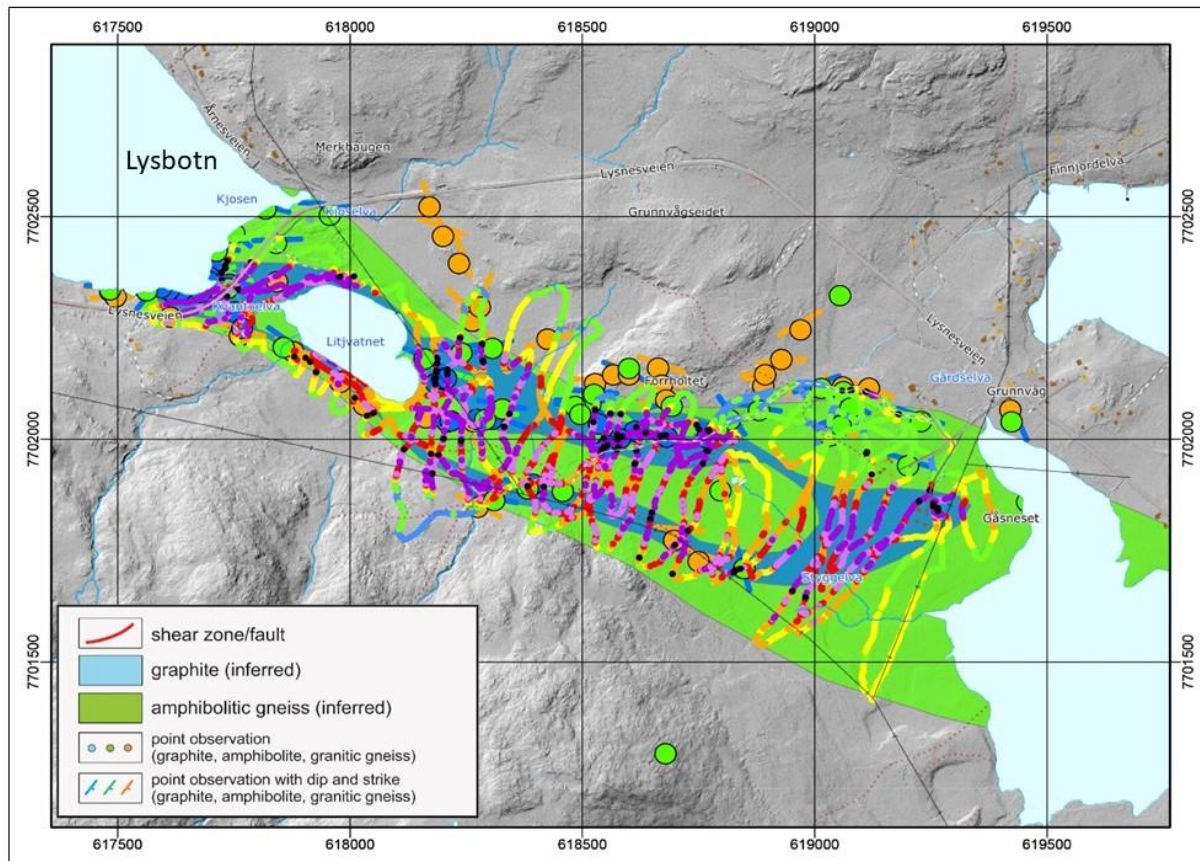 617500
618000
618500
619000
619500
7702500
7702000
7701500
7702500
7702000
7701500
Årnesveien
Lysbotn
Merkhaugen
Finnjordelva
Lysnesveien
Kjosen
Kjoselva
Grunnvågseidet
Lysnesveien
Litjvatnet
Lysnesveien
Forrholtet
Gårdselva
Grunnvåg
Gåsneset
Styggelva
shear zone/fault
graphite (inferred)
amphibolitic gneiss (inferred)
point observation
(graphite, amphibolite, granitic gneiss)
point observation with dip and strike
(graphite, amphibolite, granitic gneiss)
617500
618000
618500
619000
619500